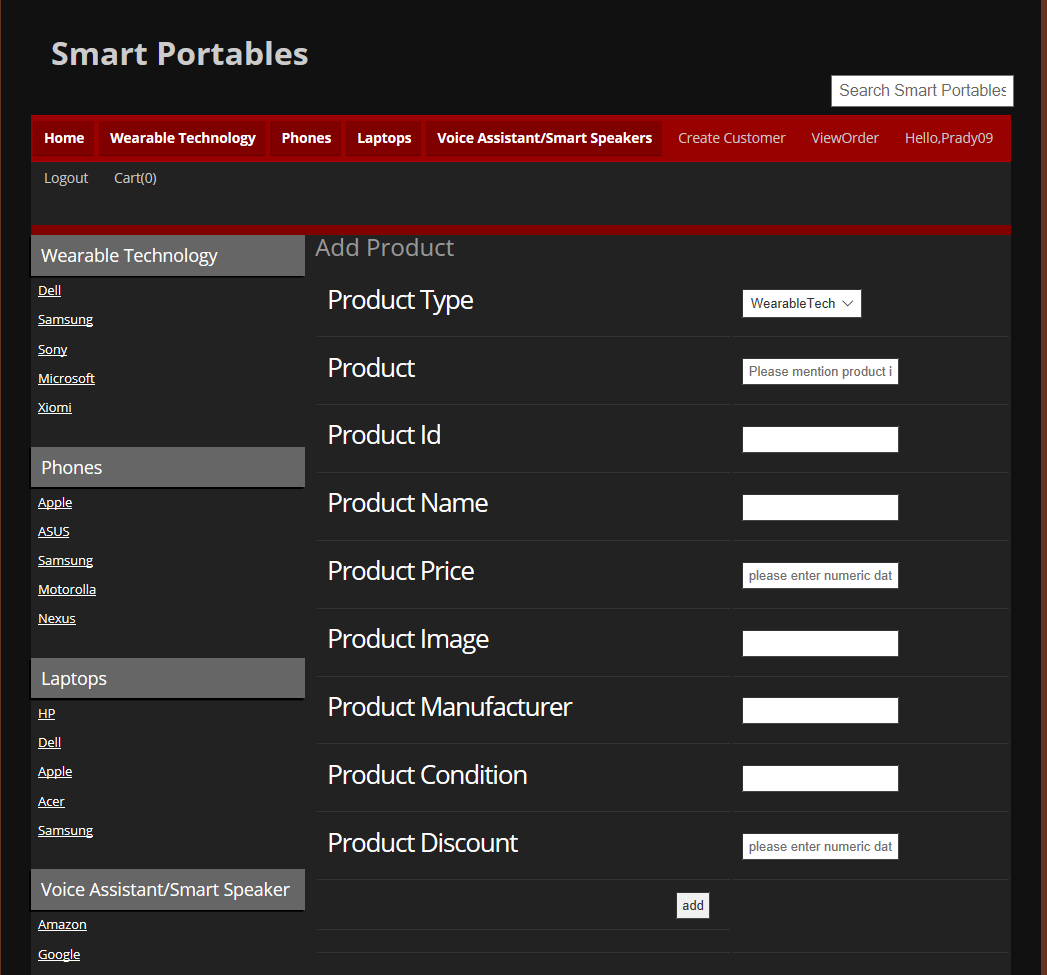 Smart Portables
Search Smart Portables
Home Wearable Technology Phones Laptops Voice Assistant/Smart Speakers Create Customer ViewOrder Hello,Prady09
Logout Cart(0)
Wearable Technology
Dell
Samsung
Sony
Microsoft
Xiomi
Phones
Apple
ASUS
Samsung
Motorolla
Nexus
Laptops
HP
Dell
Apple
Acer
Samsung
Voice Assistant/Smart Speaker
Amazon
Google
Add Product
Product Type WearableTech
Product Please mention product i
Product Id
Product Name
Product Price please enter numeric dat
Product Image
Product Manufacturer
Product Condition
Product Discount please enter numeric dat
add